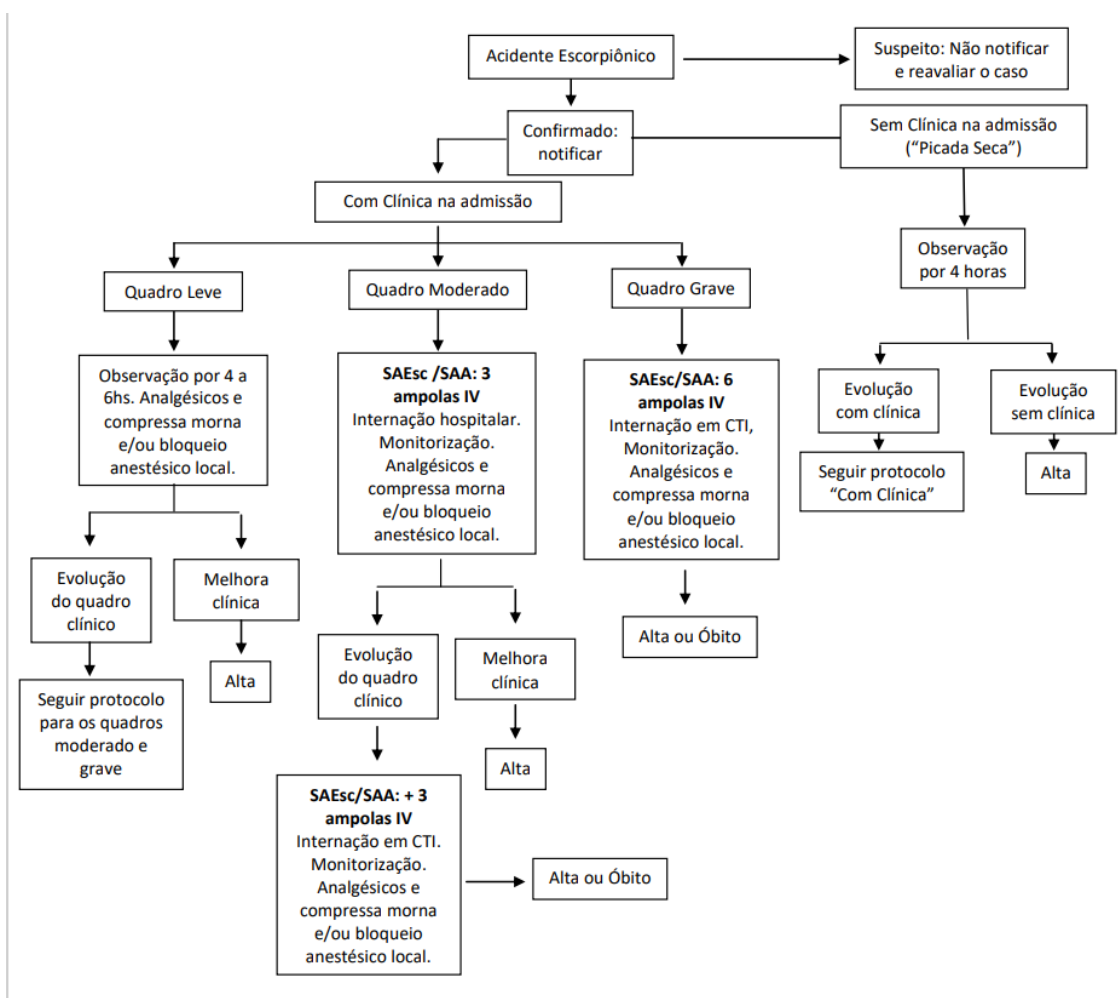 Acidente Escorpiônico
Suspeito: Não notificar
e reavaliar o caso
Confirmado:
notificar
Sem Clínica na admissão
(“Picada Seca”)
Com Clínica na admissão
Observação
por 4 horas
Quadro Leve
Quadro Moderado
Quadro Grave
Observação por 4 a
6hs. Analgésicos e
compressa morna
e/ou bloqueio
anestésico local.
SAEsc /SAA: 3
ampolas IV
Internação hospitalar.
Monitorização.
Analgésicos e
compressa morna
e/ou bloqueio
anestésico local.
SAEsc/SAA: 6
ampolas IV
Internação em CTI,
Monitorização.
Analgésicos e
compressa morna
e/ou bloqueio
anestésico local.
Evolução
com clínica
Evolução
sem clínica
Seguir protocolo
“Com Clínica”
Alta
Evolução
do quadro
clínico
Melhora
clínica
Seguir protocolo
para os quadros
moderado e
grave
Alta
Evolução
do quadro
clínico
Melhora
clínica
Alta ou Óbito
Alta
SAEsc/SAA: + 3
ampolas IV
Internação em CTI.
Monitorização.
Analgésicos e
compressa morna
e/ou bloqueio
anestésico local.
Alta ou Óbito